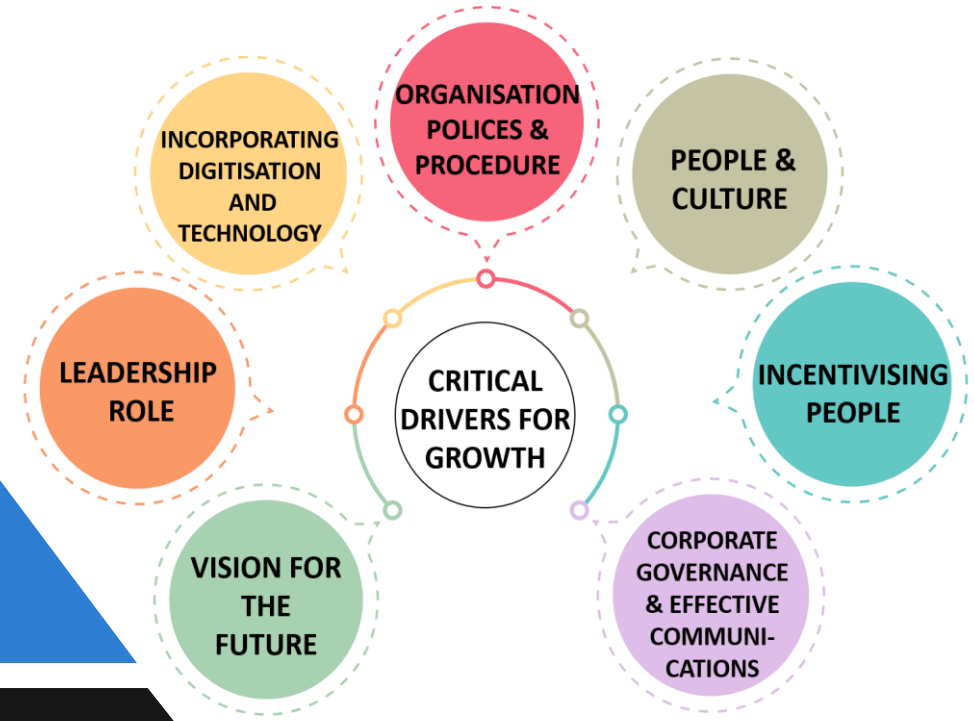 ORGANISATION
POLICES &
PROCEDURE
INCORPORATING
DIGITISATION
AND
TECHNOLOGY
PEOPLE &
CULTURE
LEADERSHIP
ROLE
CRITICAL
DRIVERS FOR
GROWTH
INCENTIVISING
PEOPLE
VISION FOR
THE
FUTURE
CORPORATE
GOVERNANCE
& EFFECTIVE
COMMUNI-
CATIONS